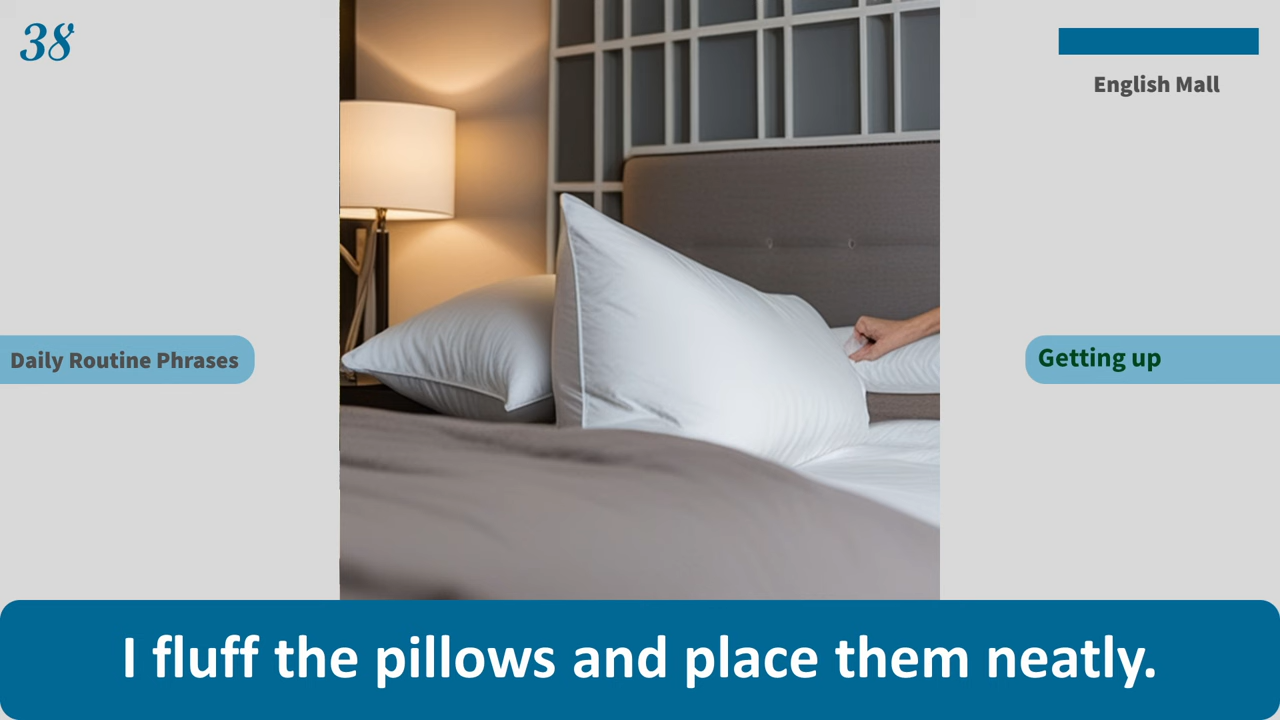 38
English Mall
Daily Routine Phrases
Getting up
I fluff the pillows and place them neatly.